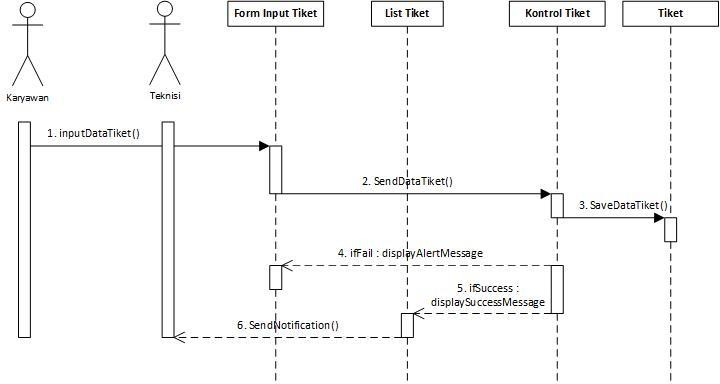 Form Input Tiket
List Tiket
Kontrol Tiket
Tiket
Karyawan
Teknisi
1. inputDataTiket()
2. SendDataTiket()
3. SaveDataTiket()
4. ifFail : displayAlertMessage
5. ifSuccess :
displaySuccessMessage
6. SendNotification()